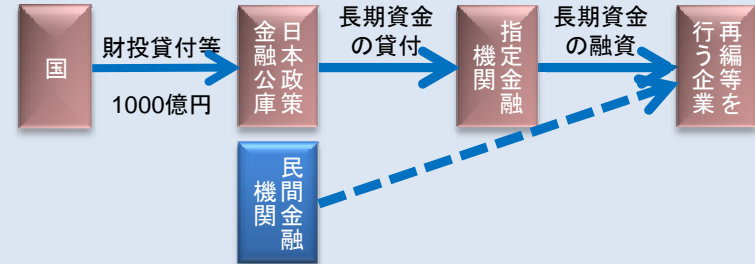 国
財投貸付等
1000億円
日本政策
金融公庫
長期資金
の貸付
指定金融
機関
長期資金
の融資
再編等を
行う企業
民間金融
機関